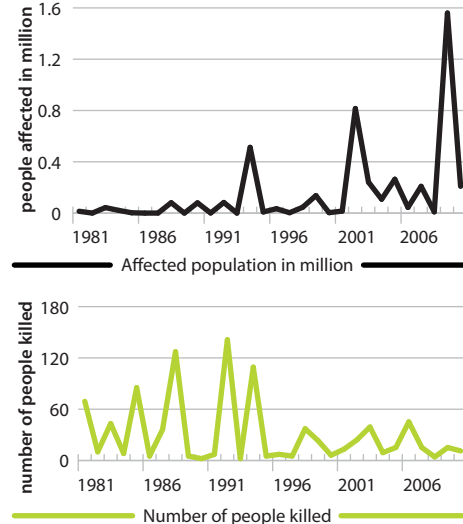 people affected in million
1.6
1.2
0.8
0.4
0
1981 1986 1991 1996 2001 2006
Affected population in million
number of people killed
180
120
60
0
1981 1986 1991 1996 2001 2006
Number of people killed